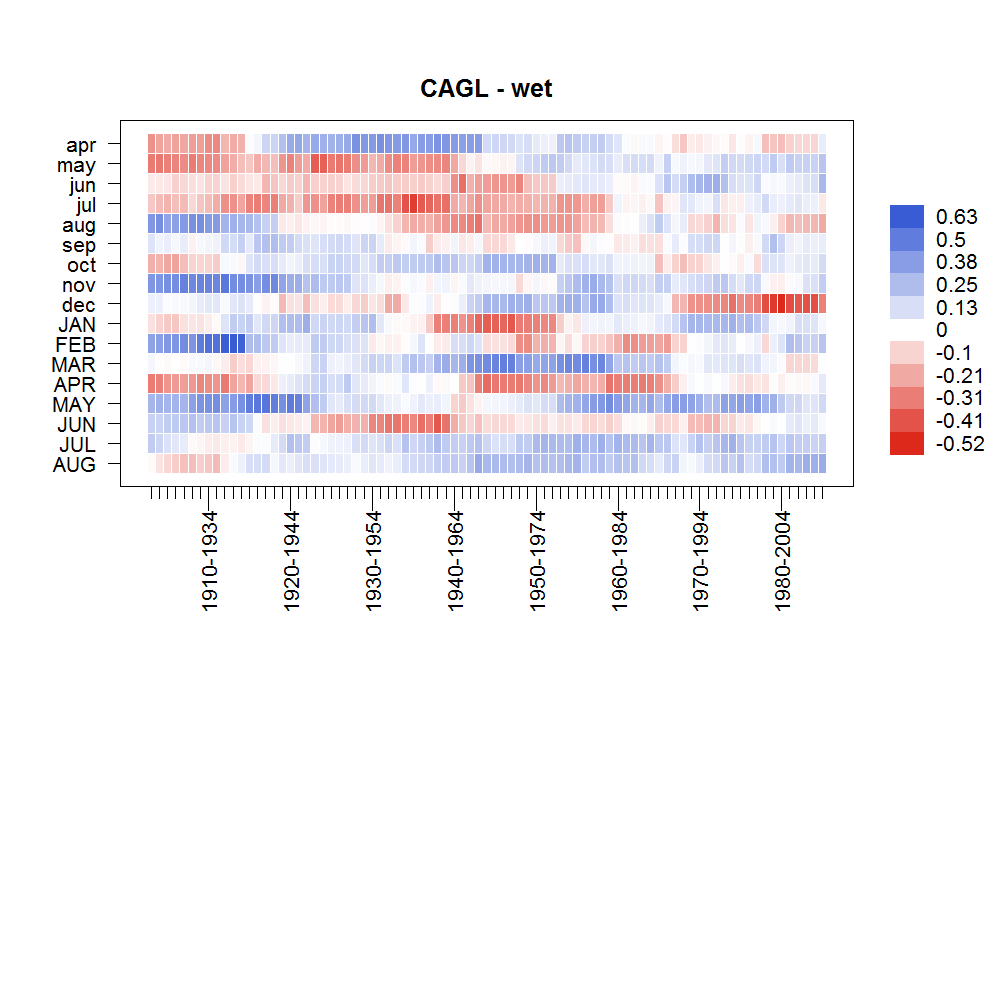 CAGL - wet
apr
may
jun
jul
aug
sep
oct
nov
dec
JAN
FEB
MAR
APR
MAY
JUN
JUL
AUG
0.63
0.5
0.38
0.25
0.13
0
-0.1
-0.21
-0.31
-0.41
-0.52
1910-1934
1920-1944
1930-1954
1940-1964
1950-1974
1960-1984
1970-1994
1980-2004